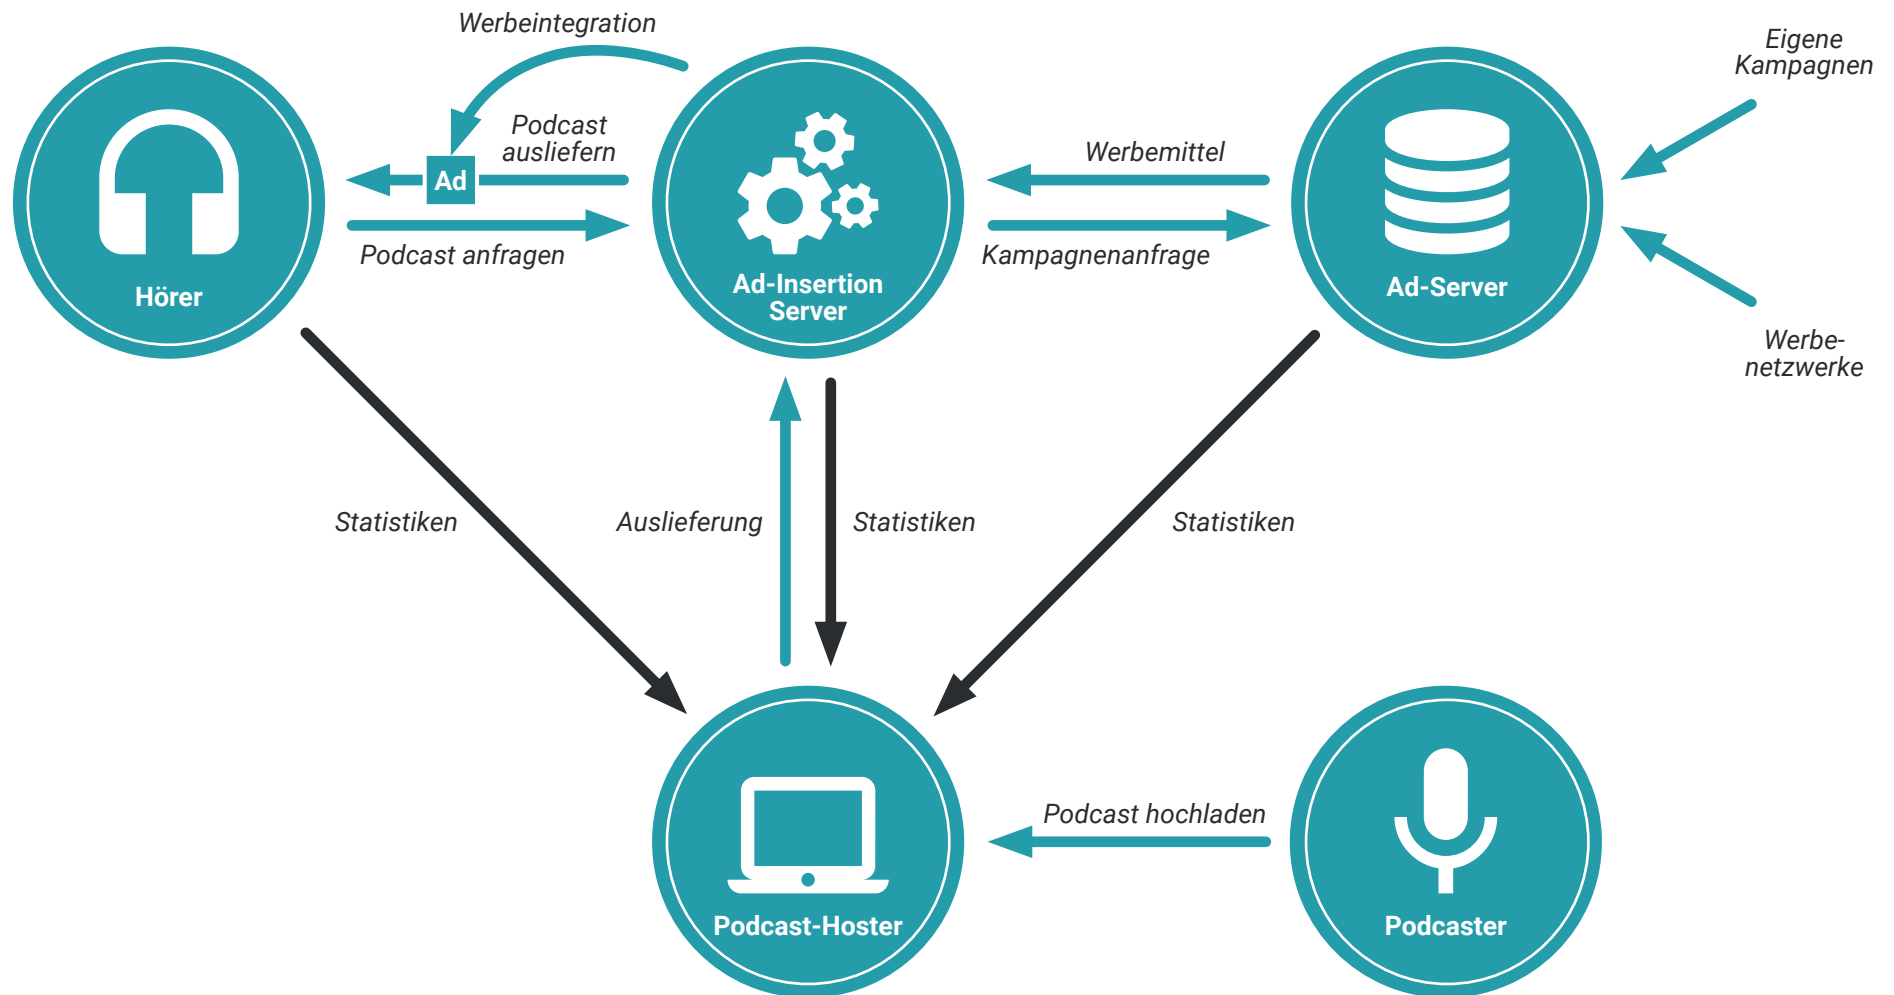 Werbeintegration
Eigene
Kampagnen
Podcast
ausliefern
Werbemittel
Ad
Podcast anfragen
Kampagnenanfrage
Hörer
Ad-Insertion
Server
Ad-Server
Werbe-
netzwerke
Statistiken
Auslieferung
Statistiken
Statistiken
Podcast hochladen
Podcast-Hoster
Podcaster